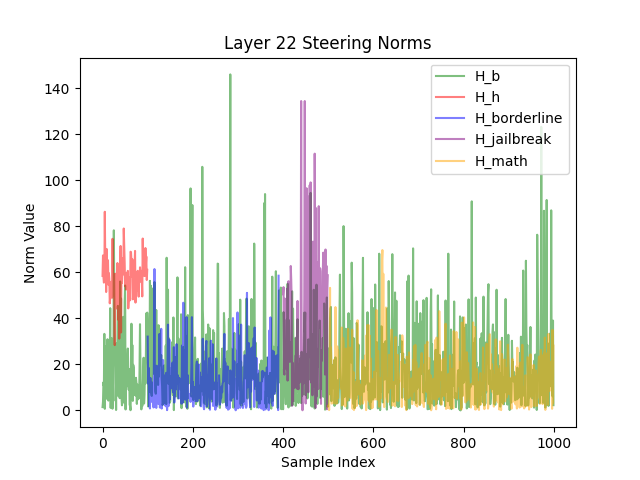 Layer 22 Steering Norms
H_b
H_h
H_borderline
H_jailbreak
H_math
Norm Value
140
120
100
80
60
40
20
0
0 200 400 600 800 1000
Sample Index